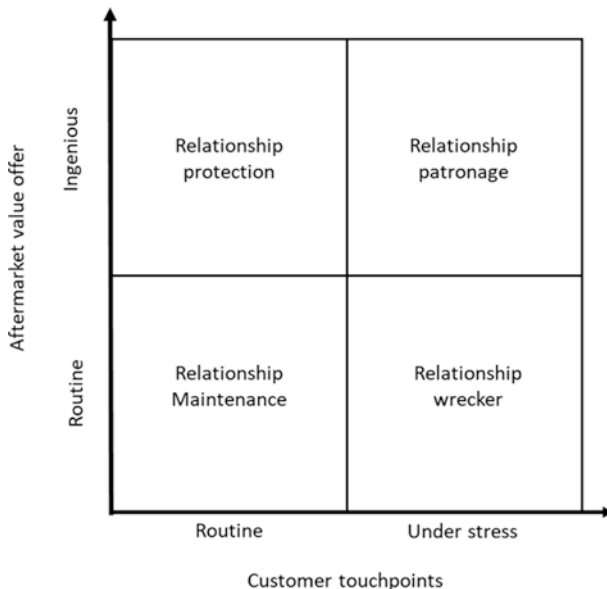 Aftermarket value offer
Ingenious
Routine
Relationship
protection
Relationship
patronage
Relationship
Maintenance
Relationship
wrecker
Routine
Under stress
Customer touchpoints